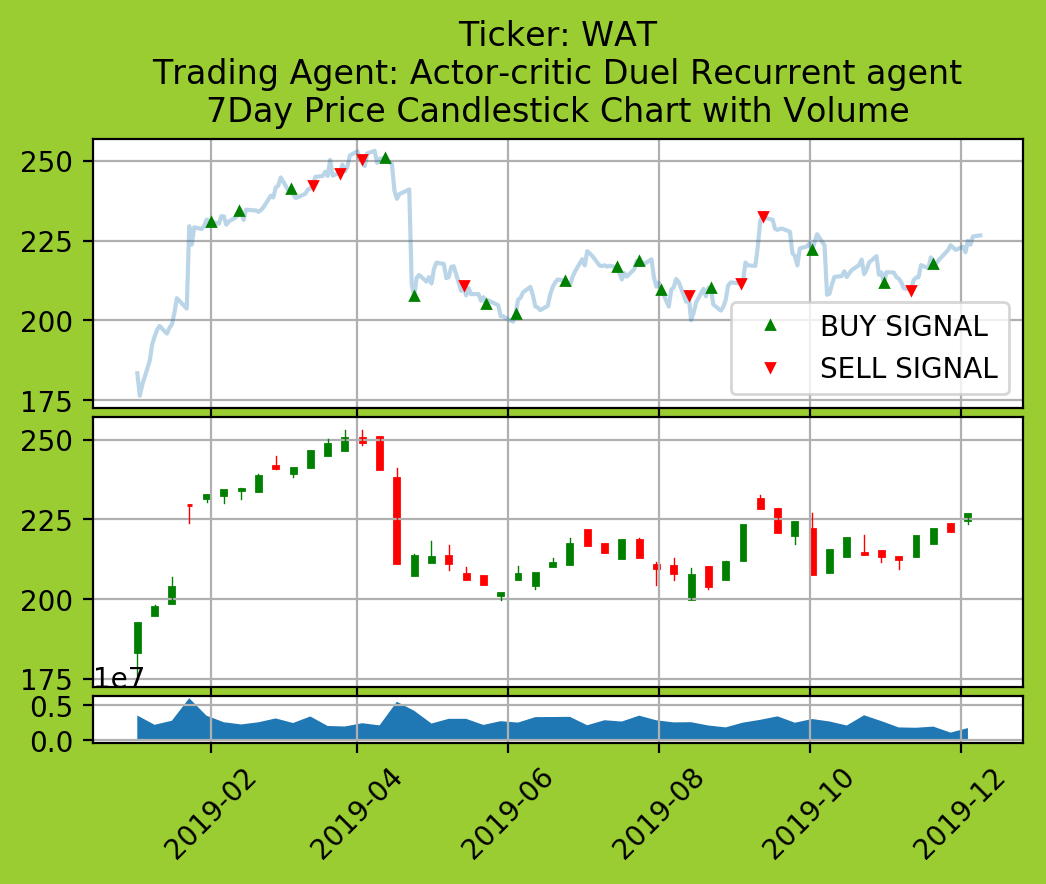 Ticker: WAT
Trading Agent: Actor-critic Duel Recurrent agent
7Day Price Candlestick Chart with Volume
250
225
200
175
BUY SIGNAL
SELL SIGNAL
250
225
200
175
1e7
0.5
0.0
2019-02
2019-04
2019-06
2019-08
2019-10
2019-12